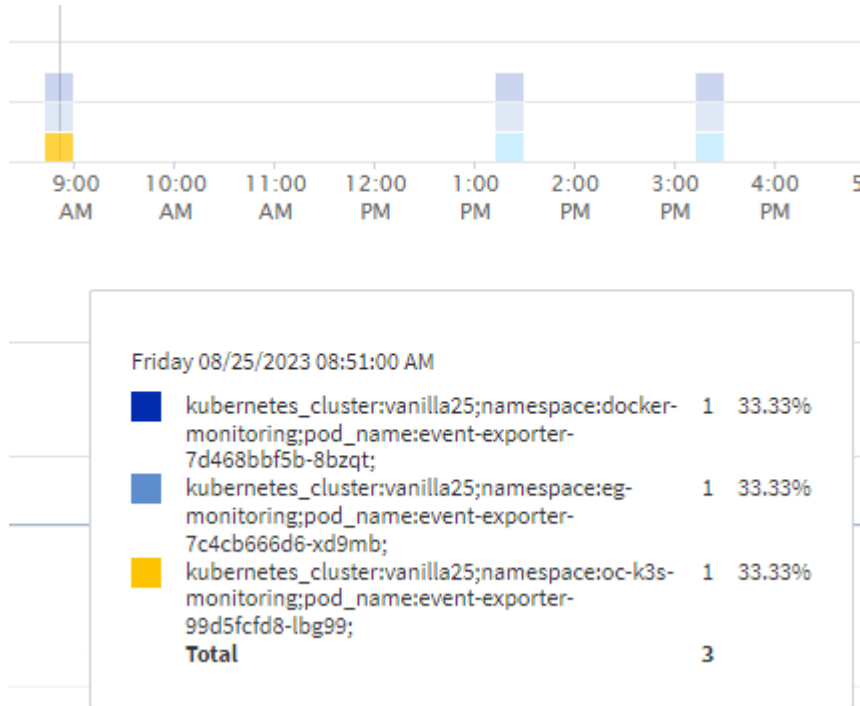 9:00 10:00 11:00 12:00 1:00 2:00 3:00 4:00 5
AM AM AM PM PM PM PM PM
Friday 08/25/2023 08:51:00 AM
kubernetes_cluster:vanilla25;namespace:docker- 1 33.33%
monitoring;pod_name:event-exporter-
7d468bbf5b-8bzqt;
kubernetes_cluster:vanilla25;namespace:eg- 1 33.33%
monitoring;pod_name:event-exporter-
7c4cb666d6-xd9mb;
kubernetes_cluster:vanilla25;namespace:oc-k3s- 1 33.33%
monitoring;pod_name:event-exporter-
99d5fcfd8-lbg99;
Total 3